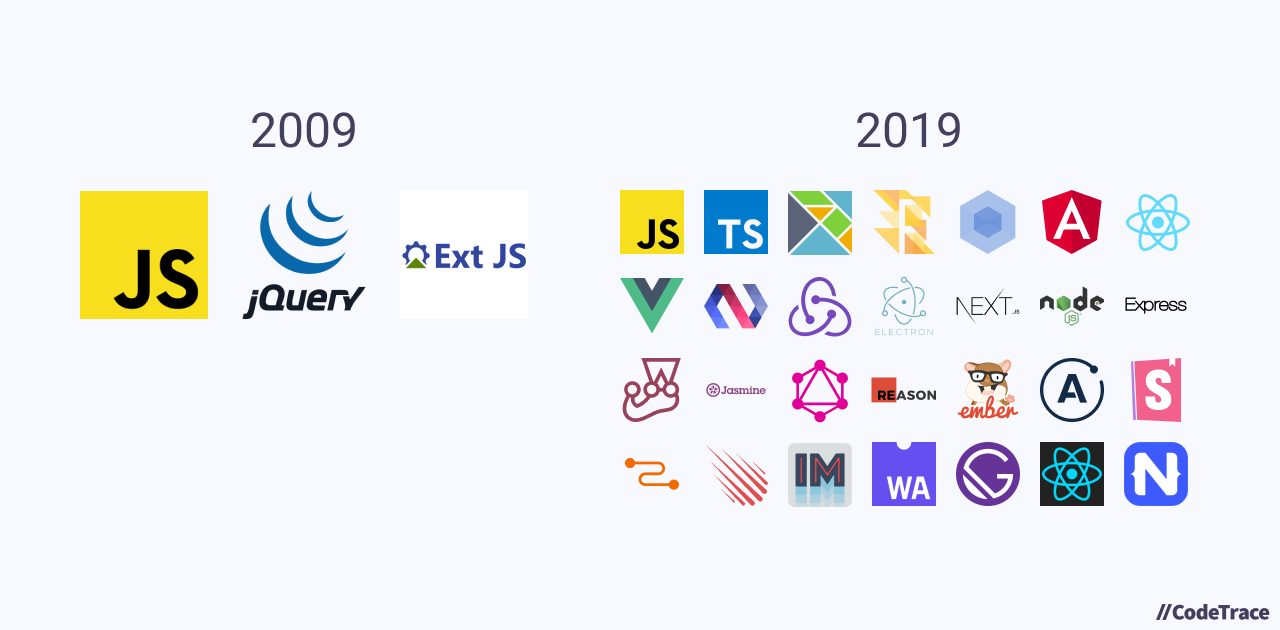 2009
2019
JS
jQuery
Ext JS
JS
TS
A
ELECTRON
NEXT.JS
node
JS
Express
Jasmine
REASON
ember
A
S
IM
WA
G
N
//CodeTrace